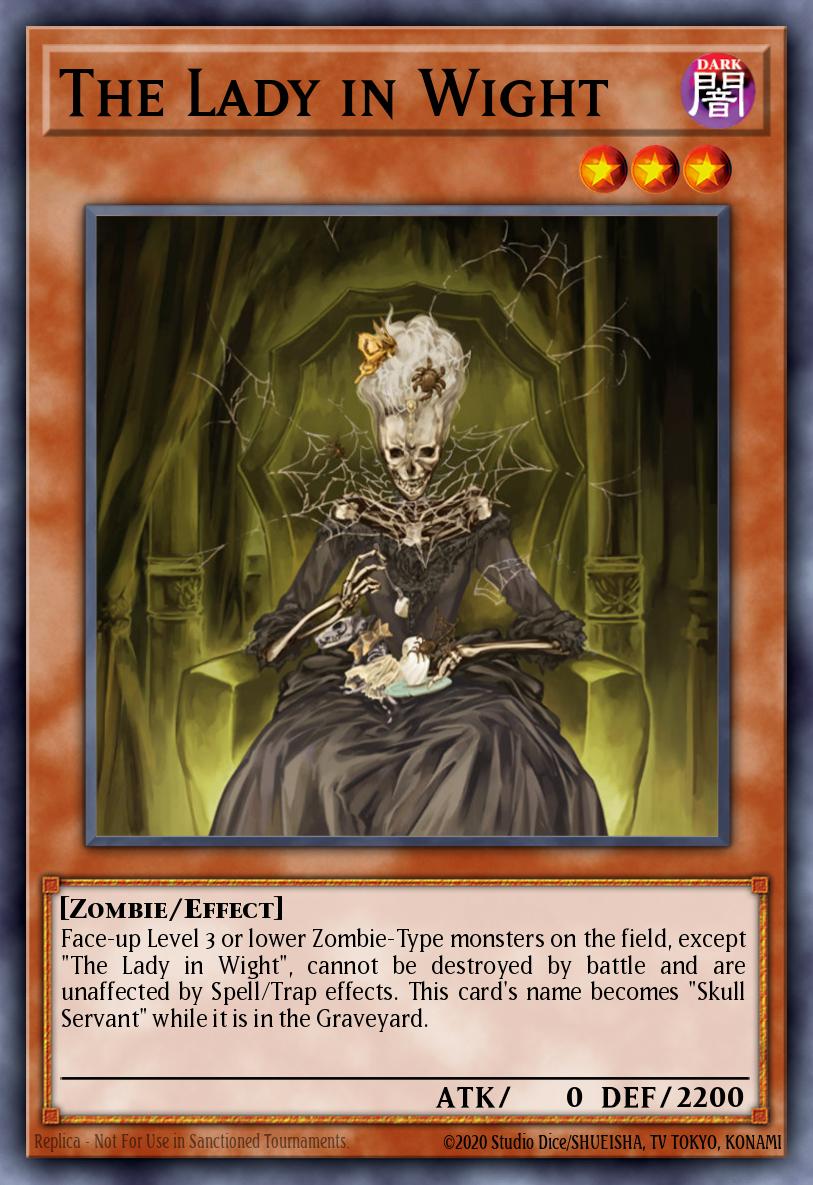 The Lady in Wight
DARK
闇
[Zombie/Effect]
Face-up Level 3 or lower Zombie-Type monsters on the field, except
"The Lady in Wight", cannot be destroyed by battle and are
unaffected by Spell/Trap effects. This card's name becomes "Skull
Servant" while it is in the Graveyard.
ATK/ 0 DEF/2200
Replica - Not For Use in Sanctioned Tournaments.
©2020 Studio Dice/SHUEISHA, TV TOKYO, KONAMI